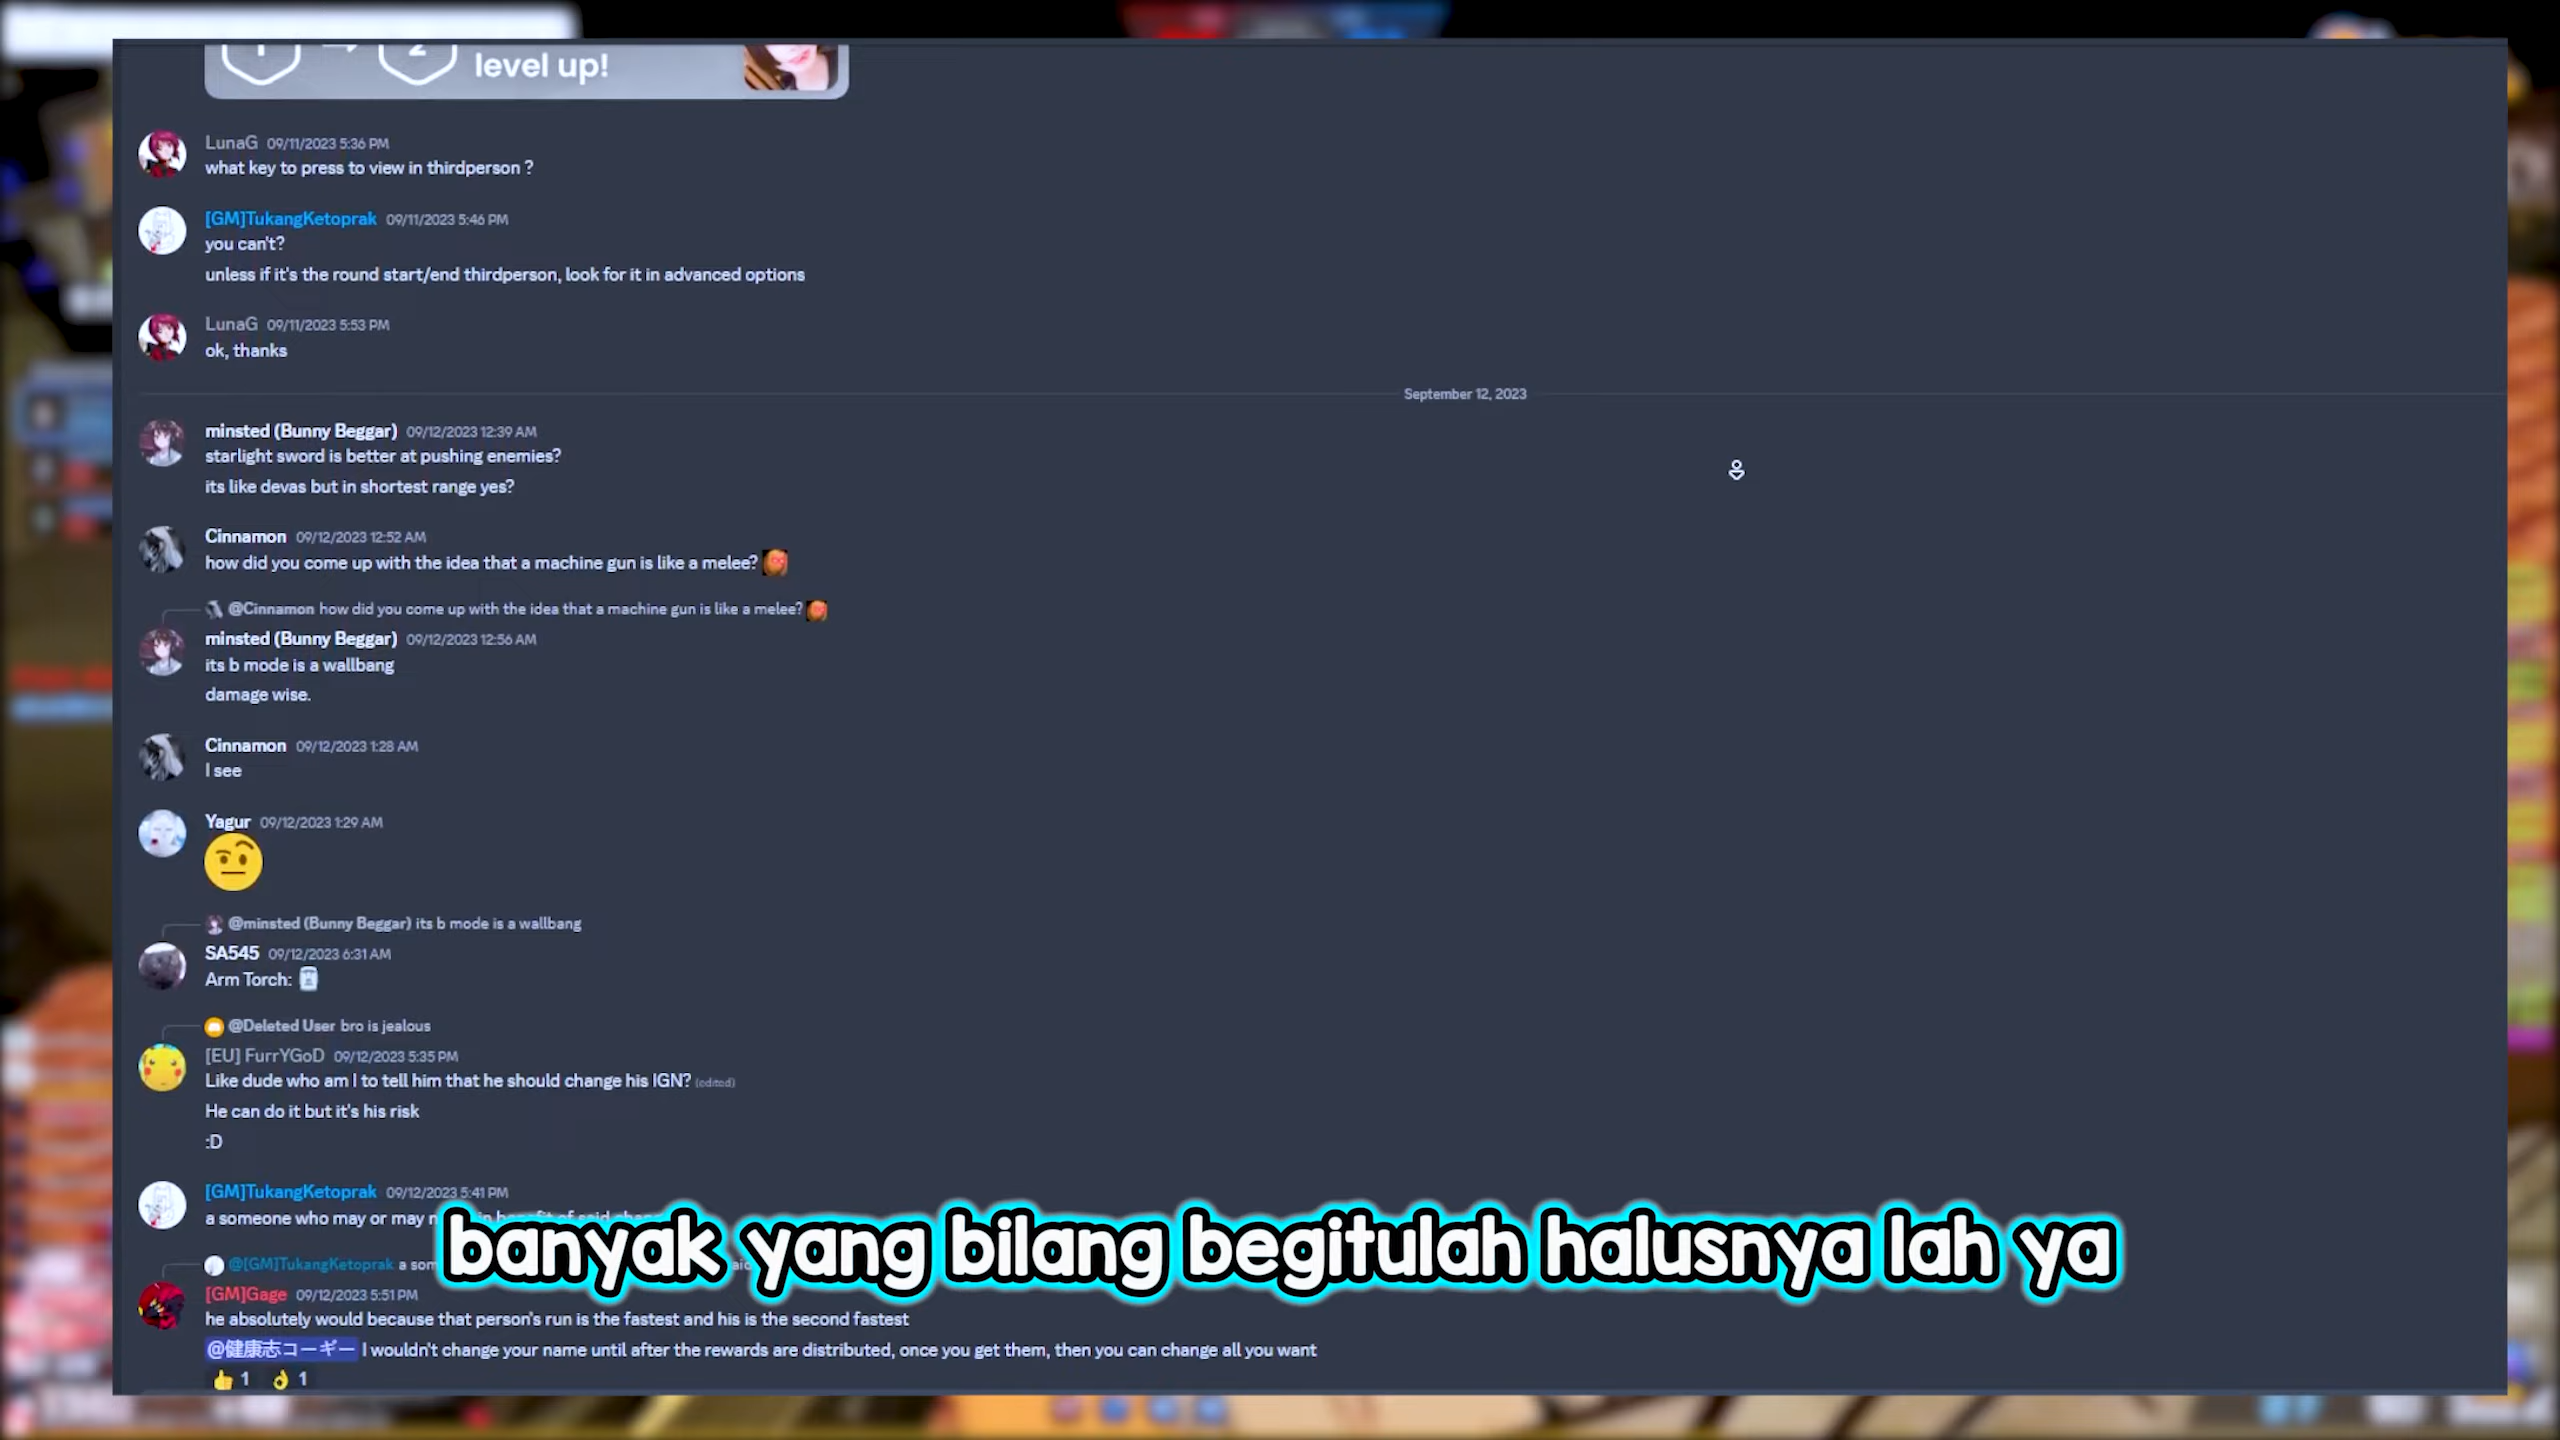 1 → 2 level up!
LunaG 09/11/2023 5:36 PM
what key to press to view in thirdperson ?
[GM]TukangKetoprak 09/11/2023 5:46 PM
you can't?
unless if it's the round start/end thirdperson, look for it in advanced options
LunaG 09/11/2023 5:53 PM
ok, thanks
September 12, 2023
minsted (Bunny Beggar) 09/12/2023 12:39 AM
starlight sword is better at pushing enemies?
its like devas but in shortest range yes?
Cinnamon 09/12/2023 12:52 AM
how did you come up with the idea that a machine gun is like a melee?
@Cinnamon how did you come up with the idea that a machine gun is like a melee?
minsted (Bunny Beggar) 09/12/2023 12:56 AM
its b mode is a wallbang
damage wise.
Cinnamon 09/12/2023 1:28 AM
I see
Yagur 09/12/2023 1:29 AM
@minsted (Bunny Beggar) its b mode is a wallbang
SA545 09/12/2023 6:31 AM
Arm Torch:
@Deleted User bro is jealous
[EU] FurrYGoD 09/12/2023 5:35 PM
Like dude who am I to tell him that he should change his IGN? (edited)
He can do it but it's his risk
:D
[GM]TukangKetoprak 09/12/2023 5:41 PM
a someone who may or may
banyak yang bilang begitulah halusnya lah ya
@[GM]TukangKetoprak a som
[GM]Gage 09/12/2023 5:51 PM
he absolutely would because that person's run is the fastest and his is the second fastest
@健康志コーギー I wouldn't change your name until after the rewards are distributed, once you get them, then you can change all you want
1 1